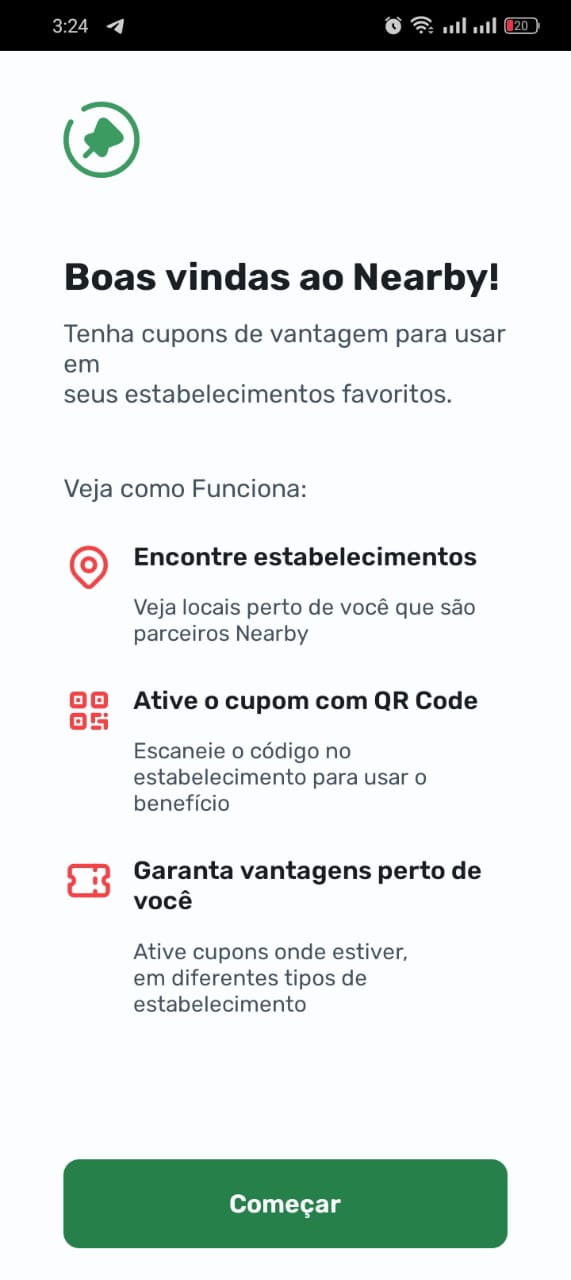 3:24
20
Boas vindas ao Nearby!
Tenha cupons de vantagem para usar
em
seus estabelecimentos favoritos.
Veja como Funciona:
Encontre estabelecimentos
Veja locais perto de você que são
parceiros Nearby
Ative o cupom com QR Code
Escaneie o código no
estabelecimento para usar o
benefício
Garanta vantagens perto de
você
Ative cupons onde estiver,
em diferentes tipos de
estabelecimento
Começar